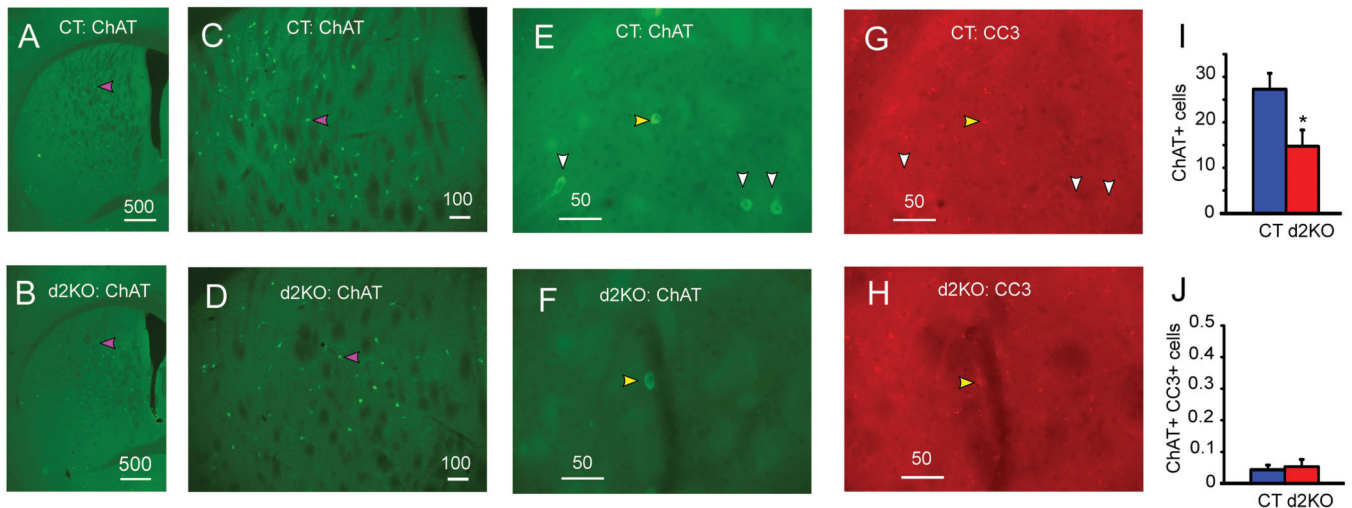 A
CT: ChAT
500
C
CT: ChAT
100
E
CT: ChAT
50
G
CT: CC3
50
I
ChAT+ cells
30
20
10
0
CT d2KO
*
B
d2KO: ChAT
500
D
d2KO: ChAT
100
F
d2KO: ChAT
50
H
d2KO: CC3
50
J
ChAT+ CC3+ cells
0.5
0.4
0.3
0.2
0.1
0
CT d2KO